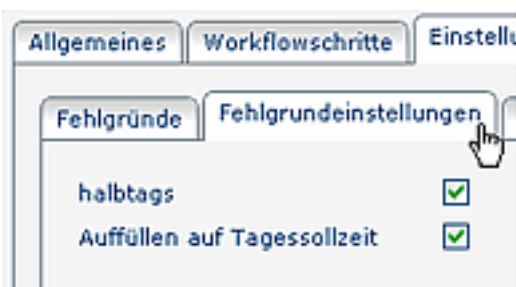 Allgemeines Workflowschritte
Fehlgründe Fehlgrundeinstellungen
halbtags
Auffüllen auf Tagessollzeit